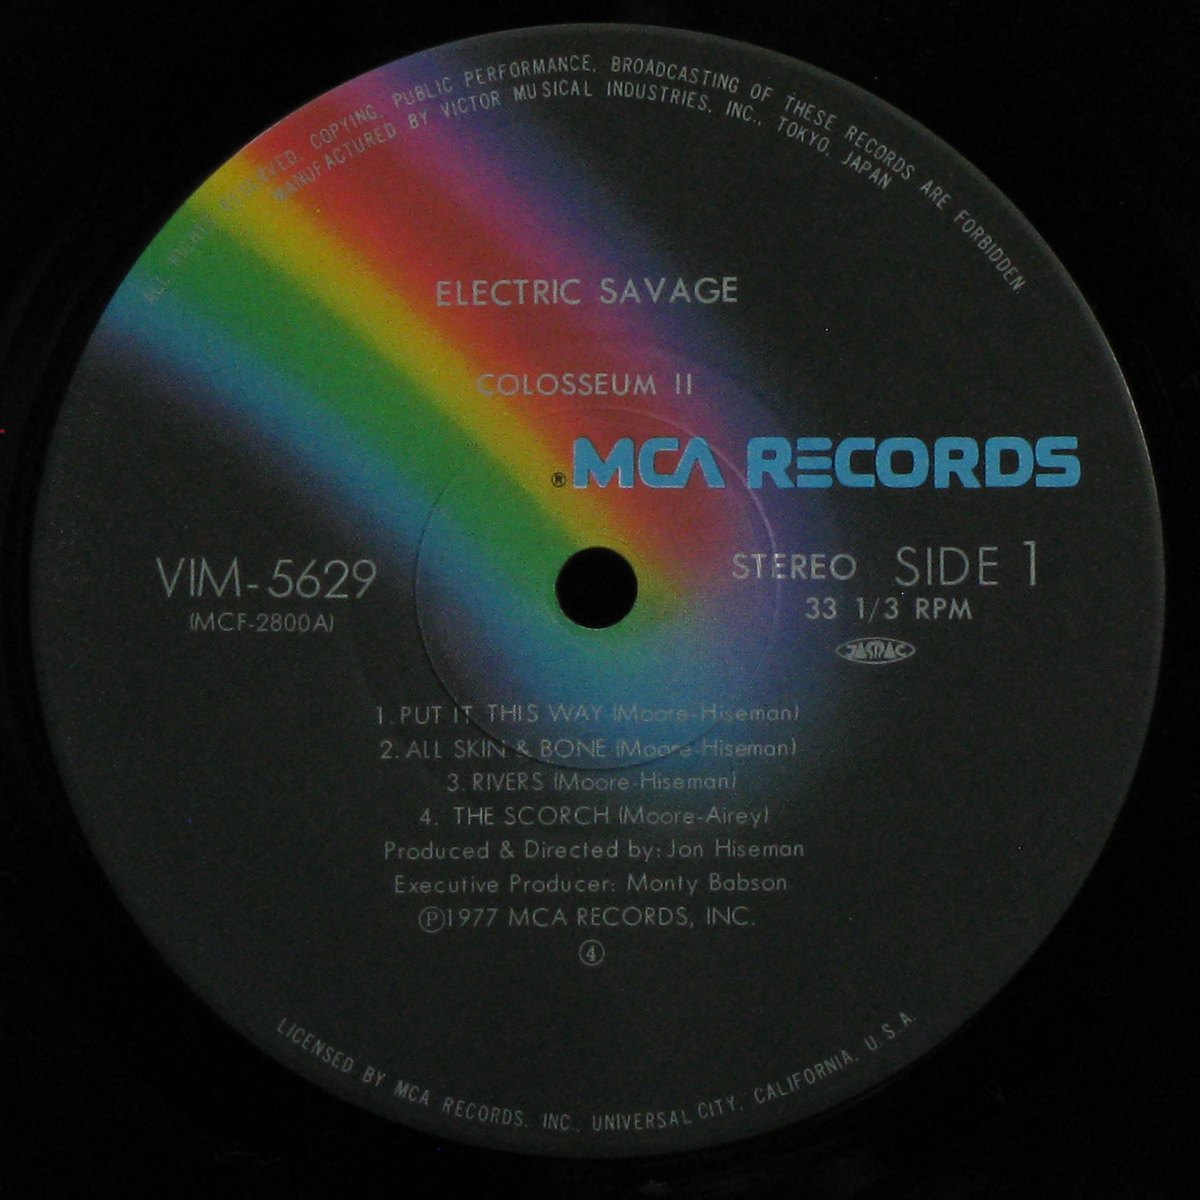 ALL RIGHTS RESERVED. COPYING, PUBLIC PERFORMANCE, BROADCASTING OF THESE RECORDS ARE FORBIDDEN.
MANUFACTURED BY VICTOR MUSICAL INDUSTRIES, INC., TOKYO, JAPAN
ELECTRIC SAVAGE
COLOSSEUM II
® MCA RECORDS
VIM-5629
(MCF-2800A)
STEREO SIDE 1
33 1/3 RPM
JASRAC
1. PUT IT THIS WAY (Moore-Hiseman)
2. ALL SKIN & BONE (Moore-Hiseman)
3. RIVERS (Moore-Hiseman)
4. THE SCORCH (Moore-Airey)
Produced & Directed by: Jon Hiseman
Executive Producer: Monty Babson
Ⓟ1977 MCA RECORDS, INC.
④
LICENSED BY MCA RECORDS, INC., UNIVERSAL CITY, CALIFORNIA, U.S.A.